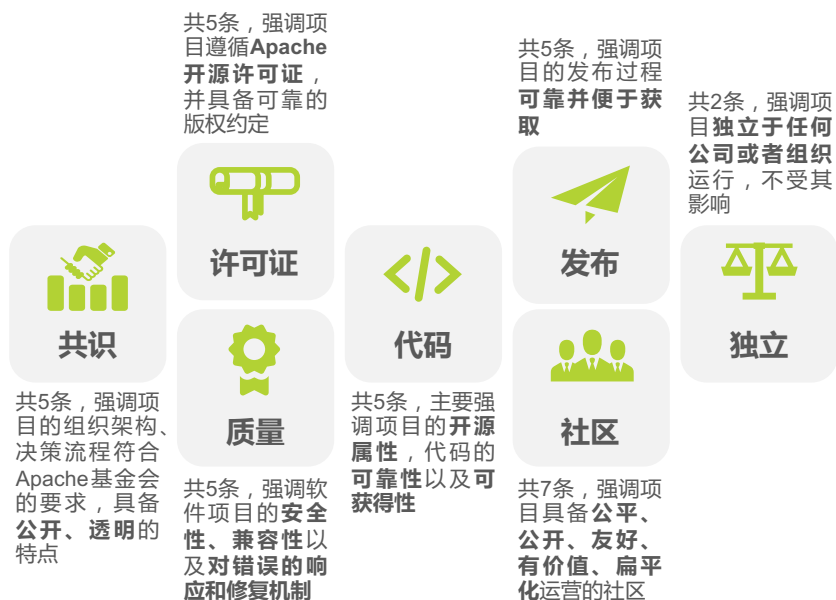 共5条，强调项
目遵循Apache
开源许可证，
并具备可靠的
版权约定
许可证
共5条，强调项
目的发布过程
可靠并便于获
取
发布
共2条，强调项
目独立于任何
公司或者组织
运行，不受其
影响
独立
共识
共5条，强调项
目的组织架构、
决策流程符合
Apache基金会
的要求，具备
公开、透明的
特点
质量
共5条，强调软
件项目的安全
性、兼容性以
及对错误的响
应和修复机制
代码
共5条，主要强
调项目的开源
属性，代码的
可靠性以及可
获得性
社区
共7条，强调项
目具备公平、
公开、友好、
有价值、扁平
化运营的社区